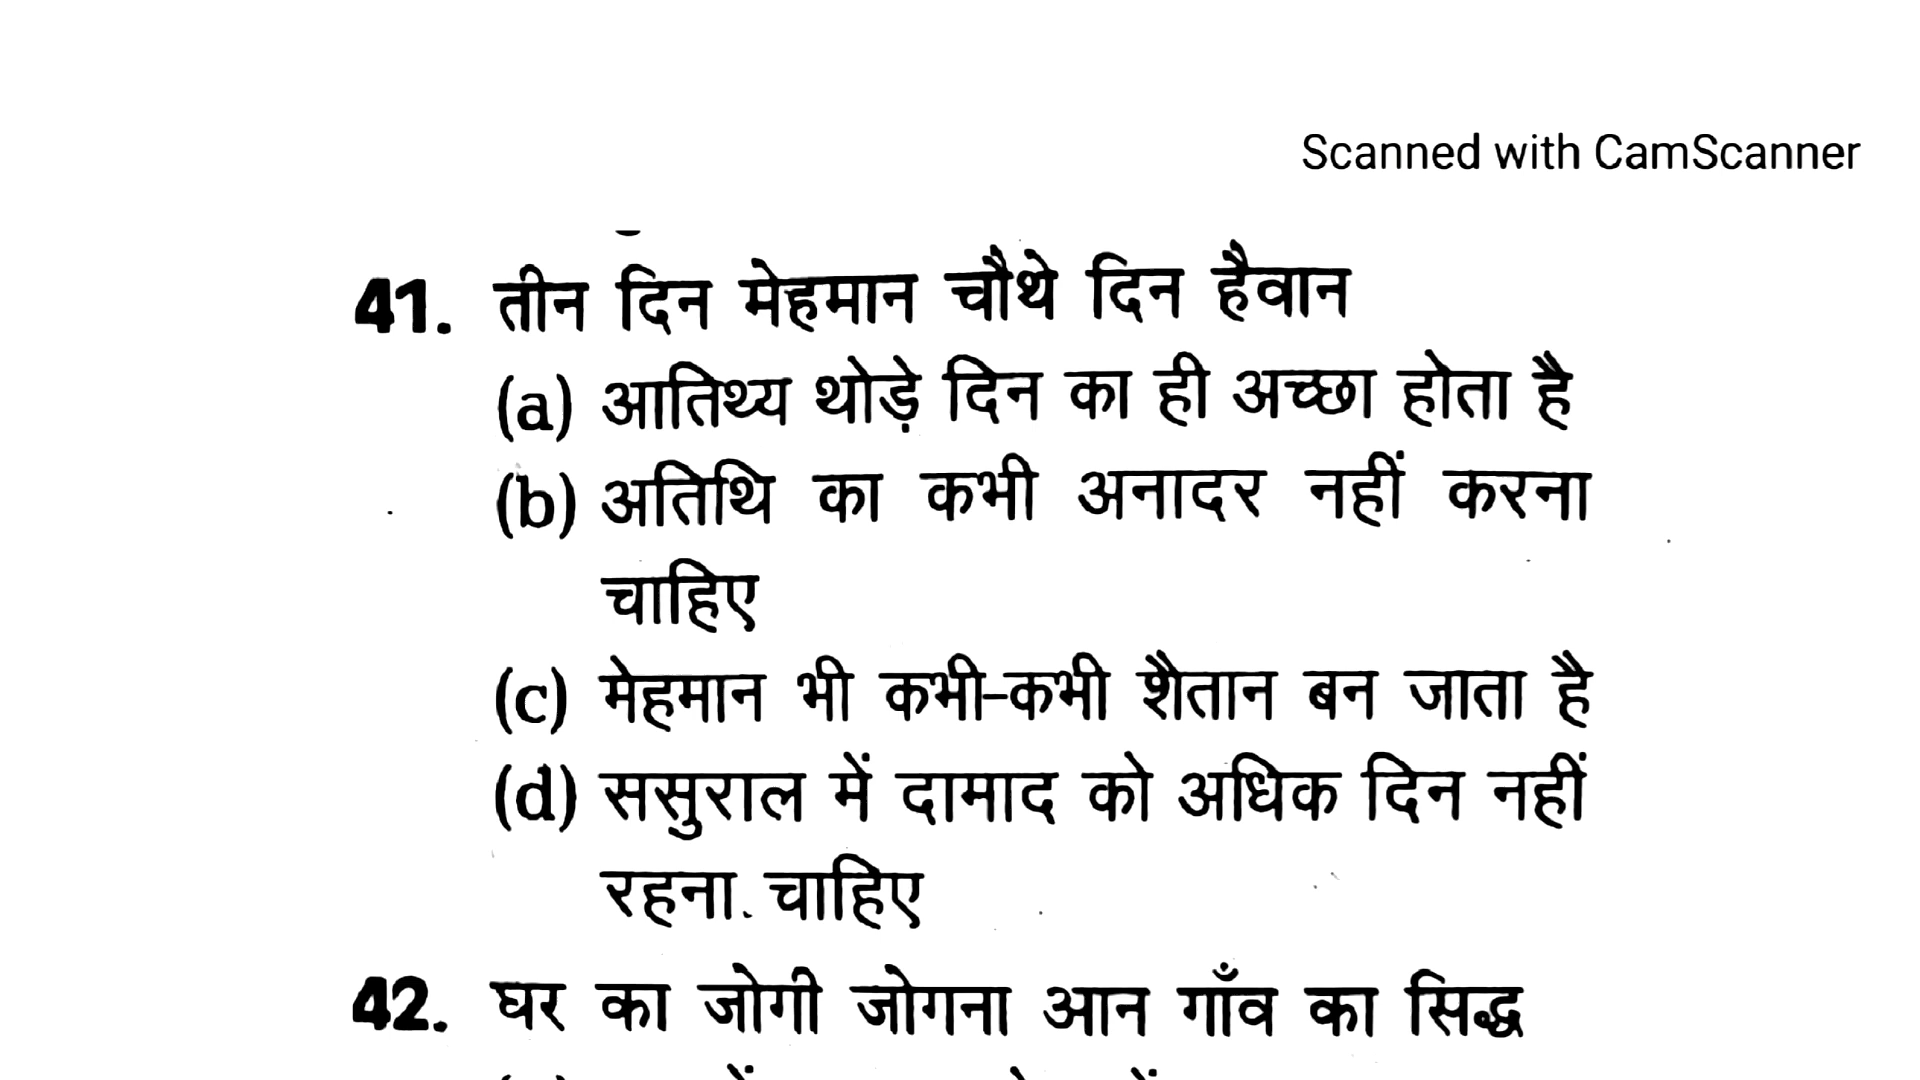 Scanned with CamScanner
41. तीन दिन मेहमान चौथे दिन हैवान
(a) आतिथ्य थोड़े दिन का ही अच्छा होता है
(b) अतिथि का कभी अनादर नहीं करना
चाहिए
(c) मेहमान भी कभी-कभी शैतान बन जाता है
(d) ससुराल में दामाद को अधिक दिन नहीं
रहना चाहिए
42. घर का जोगी जोगना आन गाँव का सिद्ध